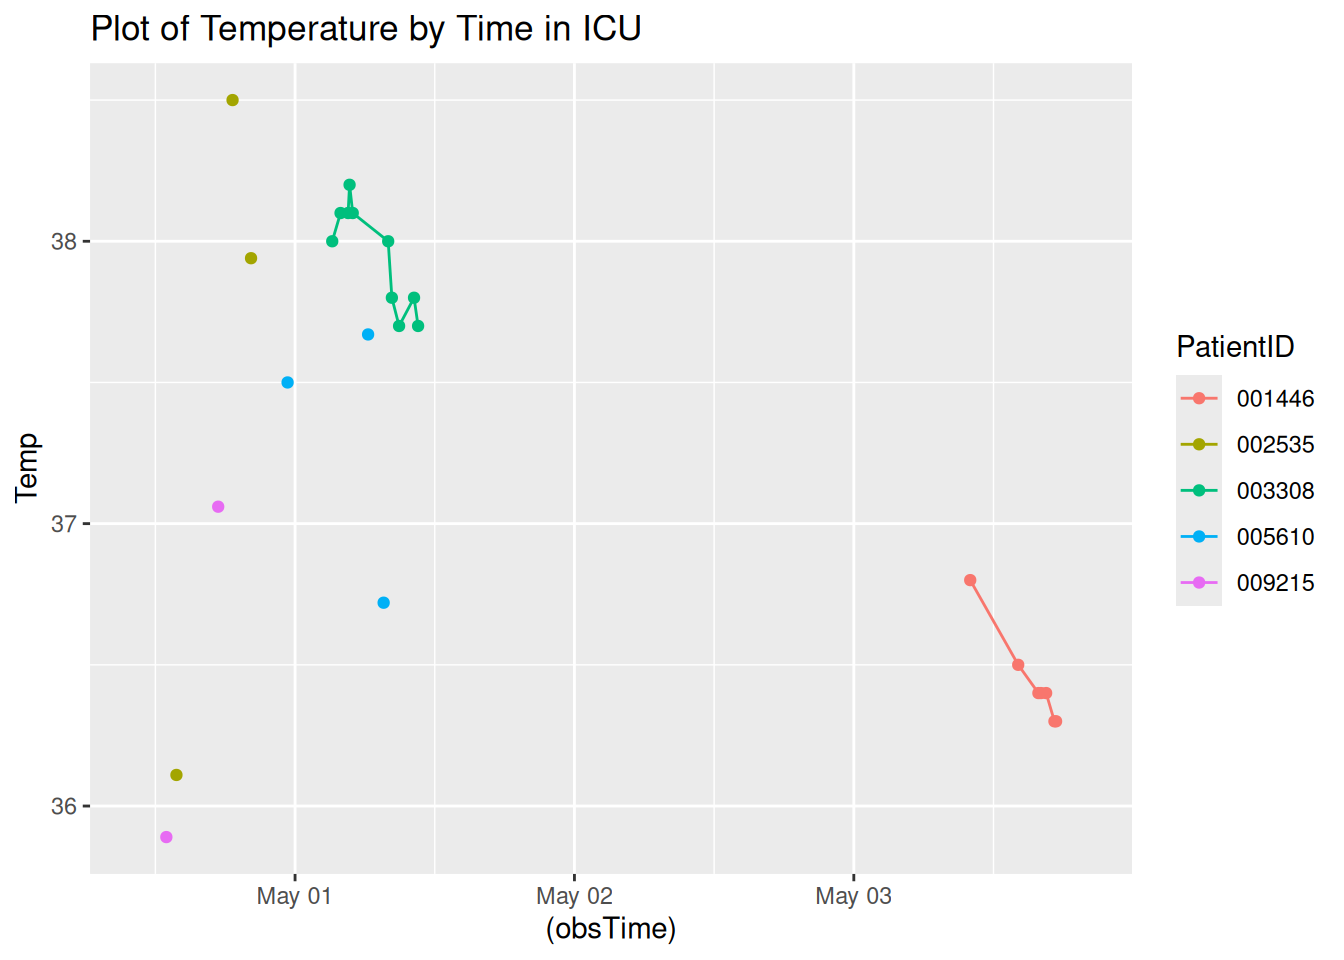 Plot of Temperature by Time in ICU
Temp
38
37
36
May 01
May 02
May 03
(obsTime)
PatientID
001446
002535
003308
005610
009215